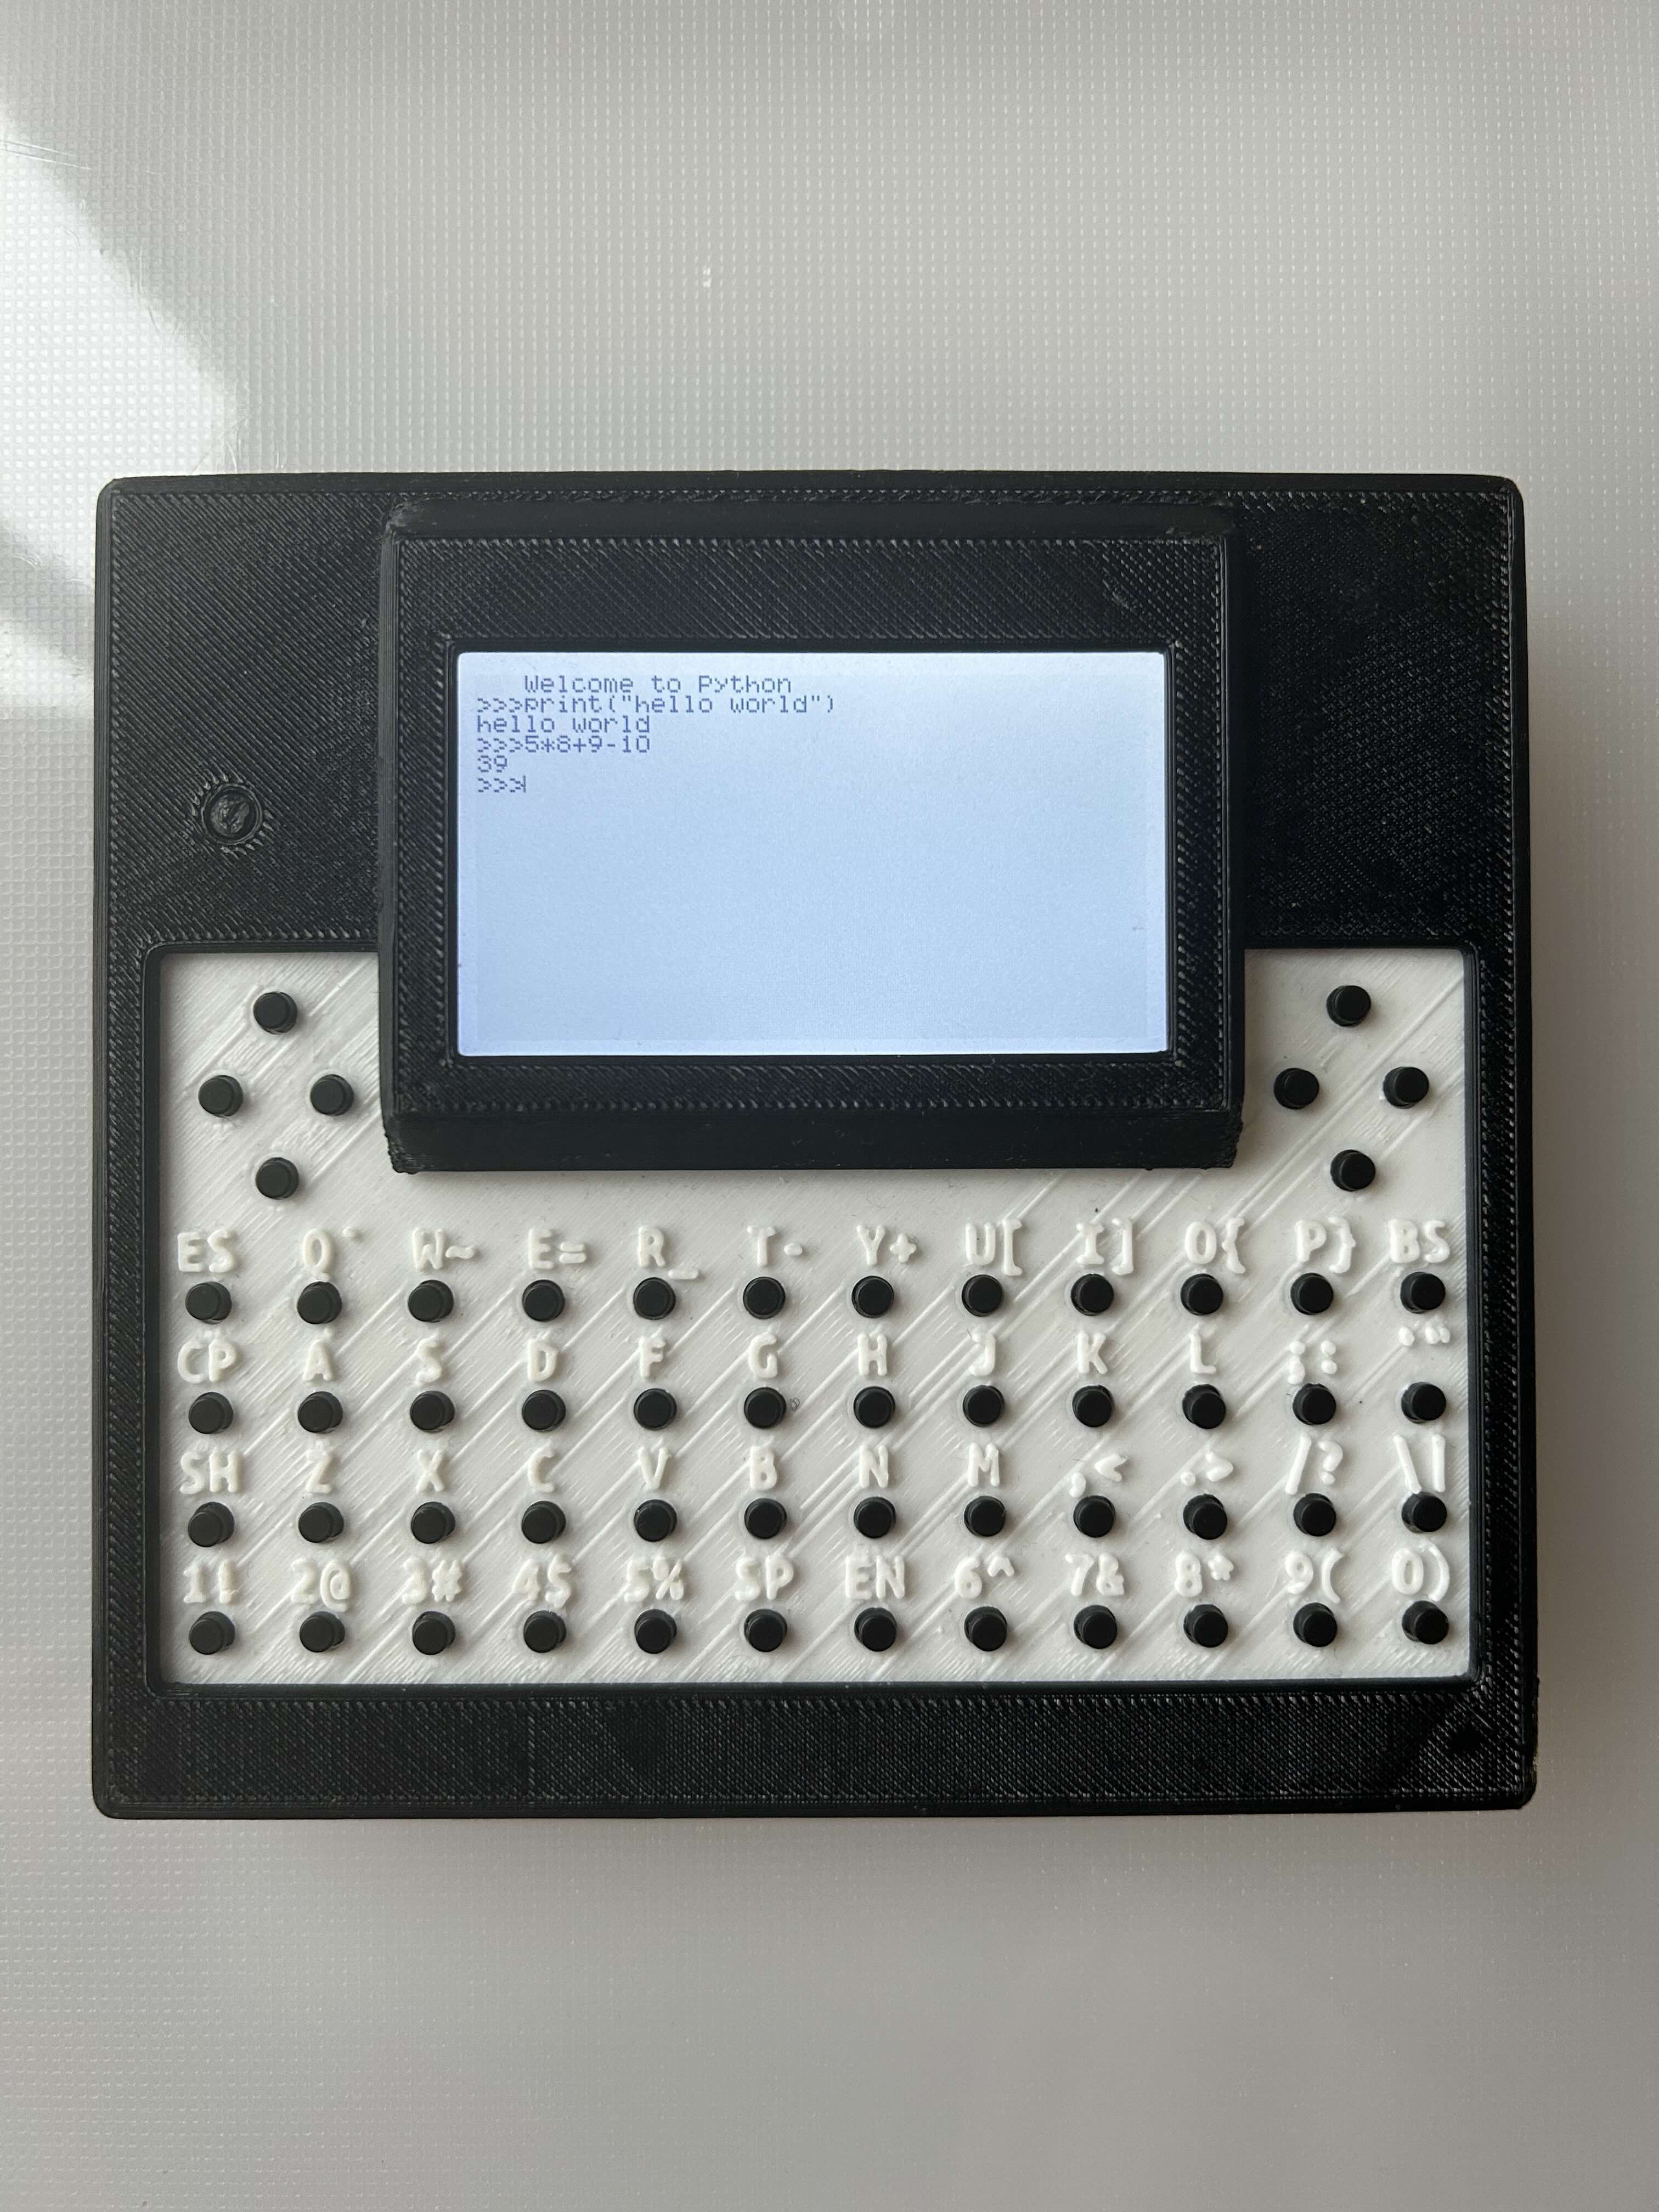 Welcome to Python
>>>print("hello world")
hello world
>>>5*8+9-10
39
>>>
ES Q` W~ E= R_ T- Y+ U[ I] O{ P} BS
CP A S D F G H J K L ;: '"
SH Z X C V B N M ,< .> /? \|
1! 2@ 3# 4$ 5% SP EN 6^ 7& 8* 9( 0)